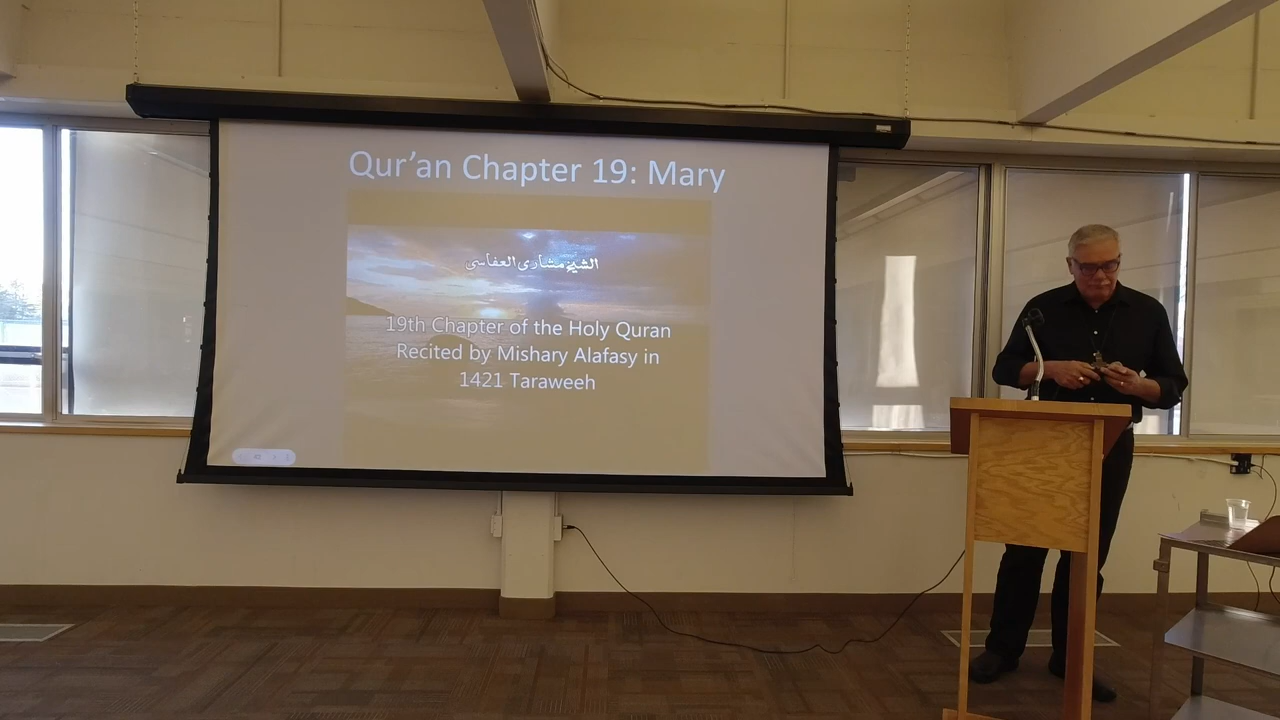 Qur’an Chapter 19: Mary
الشيخ مشاري العفاسي
19th Chapter of the Holy Quran
Recited by Mishary Alafasy in
1421 Taraweeh